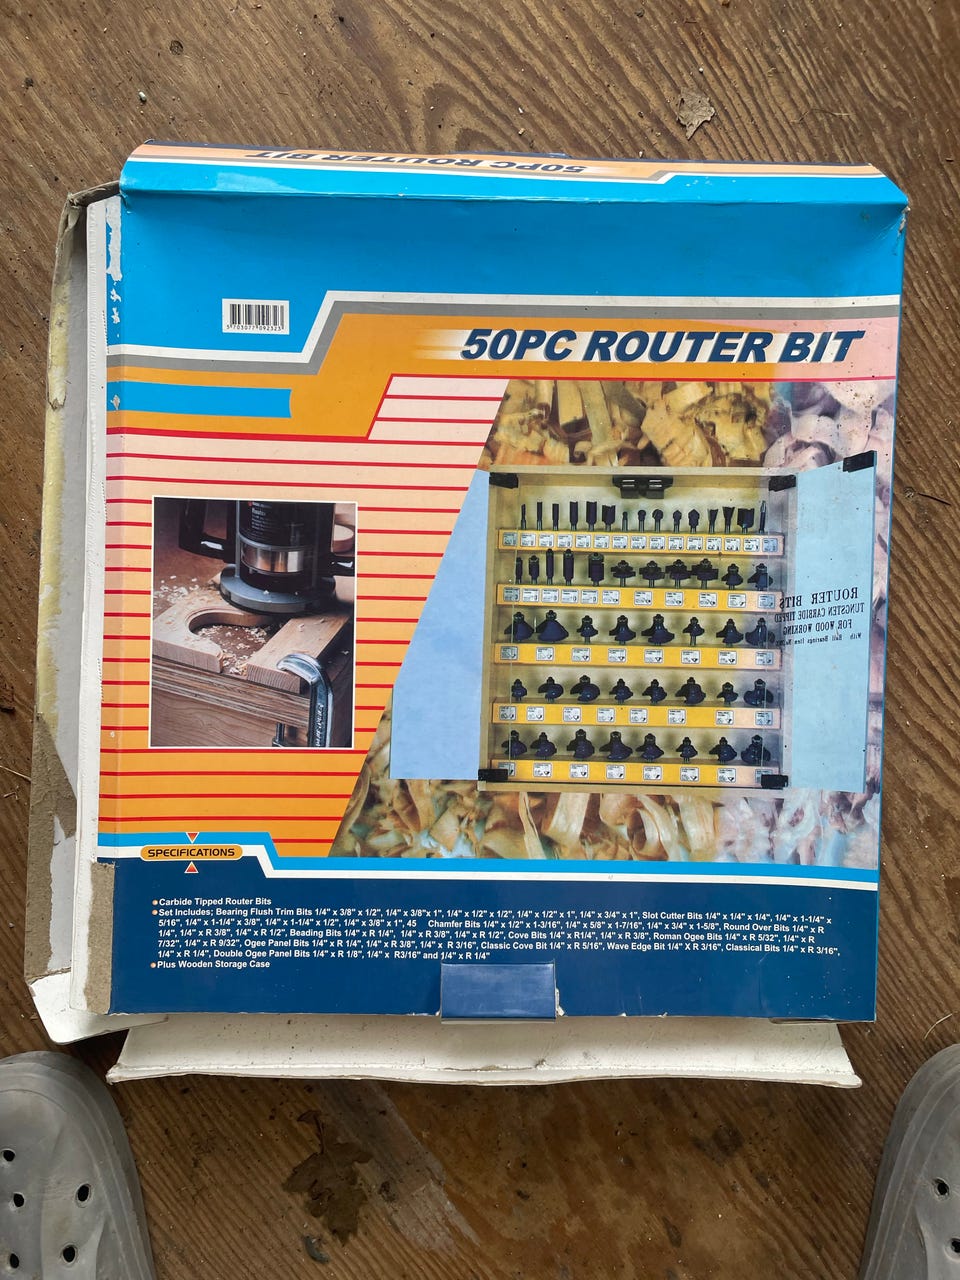 50PC ROUTER BIT
5 703077 092323
50PC ROUTER BIT
Router
ROUTER BITS
TUNGSTEN CARBIDE TIPPED
FOR WOOD WORKING
SPECIFICATIONS
Carbide Tipped Router Bits
Set Includes; Bearing Flush Trim Bits 1/4" x 3/8" x 1/2", 1/4" x 3/8"x 1", 1/4" x 1/2" x 1/2", 1/4" x 1/2" x 1", 1/4" x 3/4" x 1", Slot Cutter Bits 1/4" x 1/4" x 1/4", 1/4" x 1-1/4" x
5/16", 1/4" x 1-1/4" x 3/8", 1/4" x 1-1/4" x 1/2", 1/4" x 3/8" x 1", 45 Chamfer Bits 1/4" x 1/2" x 1-3/16", 1/4" x 5/8" x 1-7/16", 1/4" x 3/4" x 1-5/8", Round Over Bits 1/4" x R
1/4", 1/4" x R 3/8", 1/4" x R 1/2", Beading Bits 1/4" x R 1/4", 1/4" x R 3/8", 1/4" x R 1/2", Cove Bits 1/4" x R1/4", 1/4" x R 3/8", Roman Ogee Bits 1/4" x R 5/32", 1/4" x R
7/32", 1/4" x R 9/32", Ogee Panel Bits 1/4" x R 1/4", 1/4" x R 3/8", 1/4" x R 3/16", Classic Cove Bit 1/4" x R 5/16", Wave Edge Bit 1/4" X R 3/16", Classical Bits 1/4" x R 3/16",
1/4" x R 1/4", Double Ogee Panel Bits 1/4" x R 1/8", 1/4" x R3/16" and 1/4" x R 1/4"
Plus Wooden Storage Case